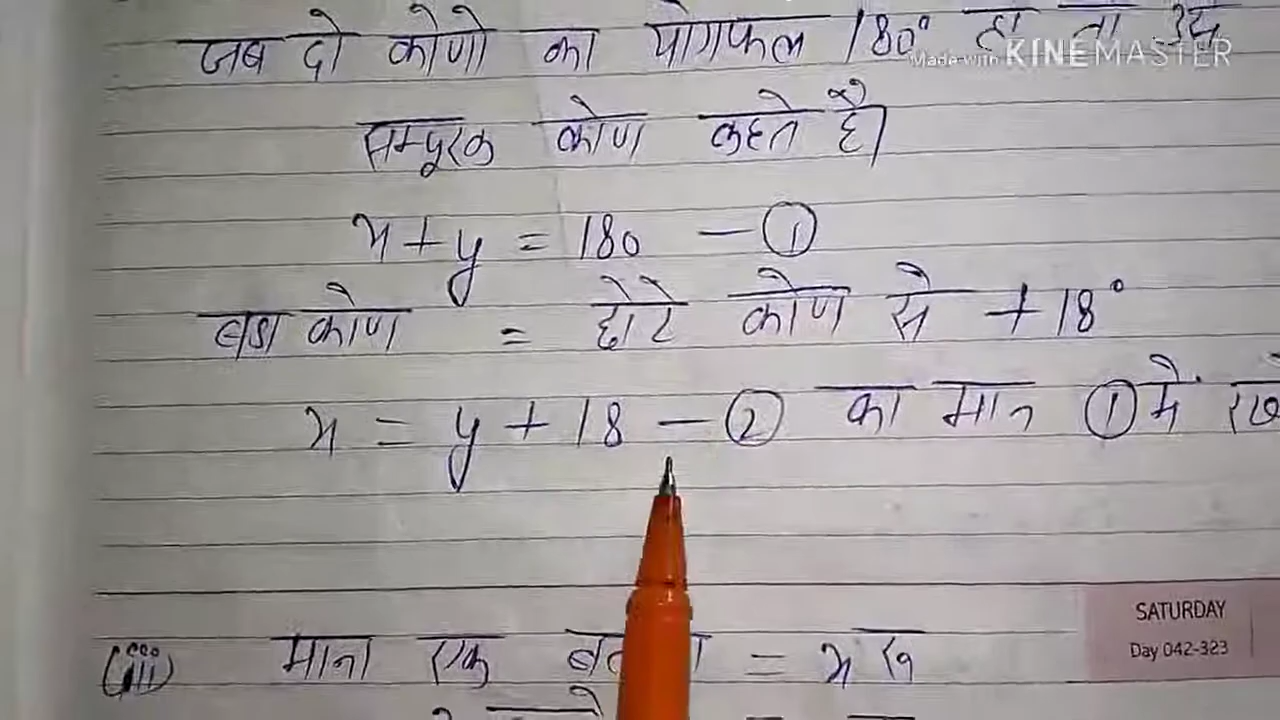 जब दो कोणो का योगफल 180°
Made with KINEMASTER
सम्पूरक कोण कहते है।
x + y = 180 — ①
बडा कोण = छोटे कोण से + 18°
x = y + 18 — ② का मान ① में
SATURDAY
Day 042-323
(iii) माना एक = x रु